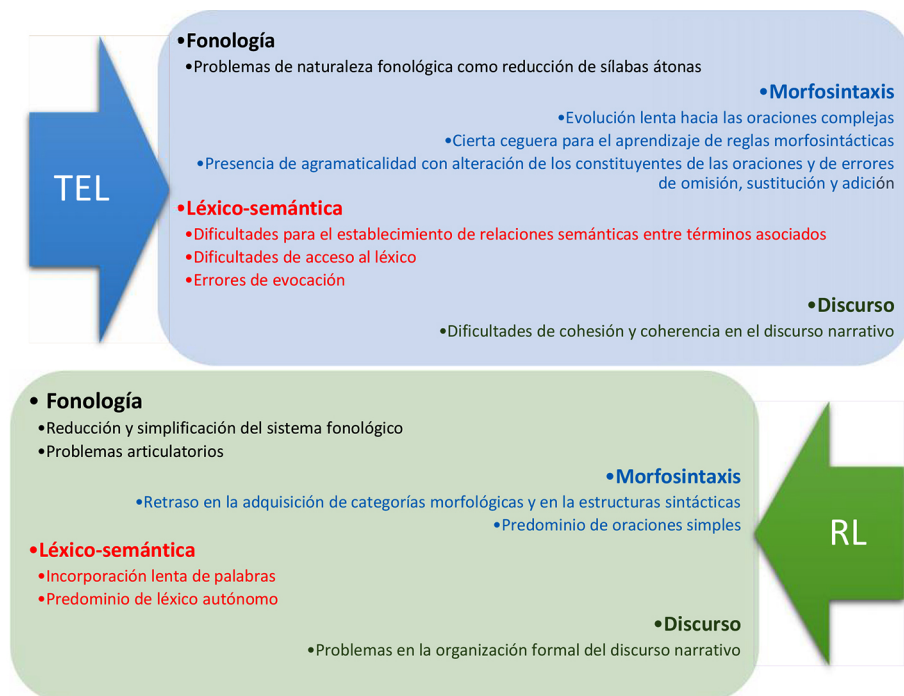 •Fonología
•Problemas de naturaleza fonológica como reducción de sílabas átonas
•Morfosintaxis
•Evolución lenta hacia las oraciones complejas
•Cierta ceguera para el aprendizaje de reglas morfosintácticas
•Presencia de agramaticalidad con alteración de los constituyentes de las oraciones y de errores
de omisión, sustitución y adición
TEL
•Léxico-semántica
•Dificultades para el establecimiento de relaciones semánticas entre términos asociados
•Dificultades de acceso al léxico
•Errores de evocación
•Discurso
•Dificultades de cohesión y coherencia en el discurso narrativo
• Fonología
•Reducción y simplificación del sistema fonológico
•Problemas articulatorios
•Morfosintaxis
•Retraso en la adquisición de categorías morfológicas y en la estructuras sintácticas
•Predominio de oraciones simples
RL
•Léxico-semántica
•Incorporación lenta de palabras
•Predominio de léxico autónomo
•Discurso
•Problemas en la organización formal del discurso narrativo